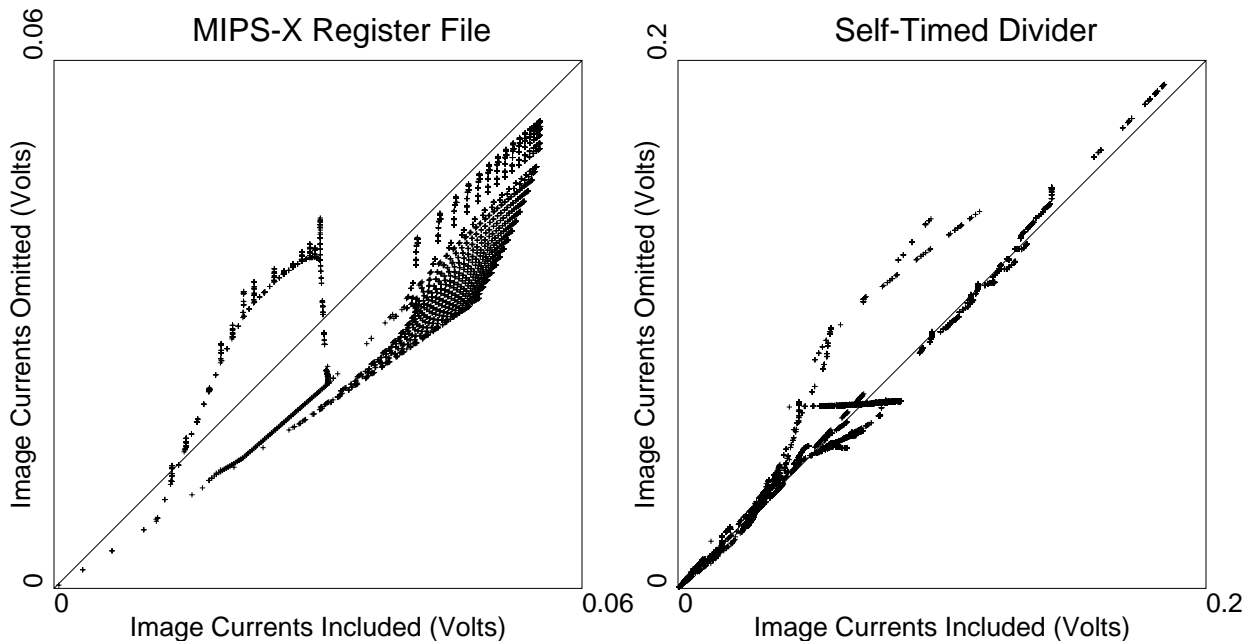 MIPS-X Register File
0.06
Image Currents Omitted (Volts)
0
0
0.06
Image Currents Included (Volts)
Self-Timed Divider
0.2
Image Currents Omitted (Volts)
0
0
0.2
Image Currents Included (Volts)